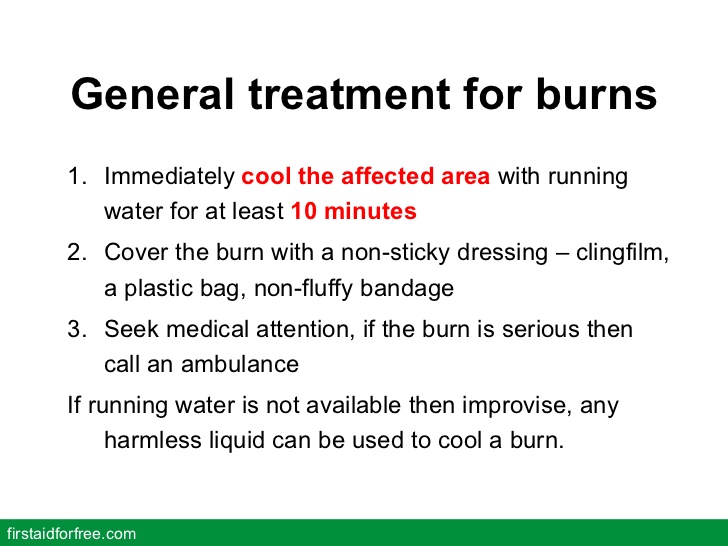 General treatment for burns
1. Immediately cool the affected area with running
water for at least 10 minutes
2. Cover the burn with a non-sticky dressing – clingfilm,
a plastic bag, non-fluffy bandage
3. Seek medical attention, if the burn is serious then
call an ambulance
If running water is not available then improvise, any
harmless liquid can be used to cool a burn.
firstaidforfree.com